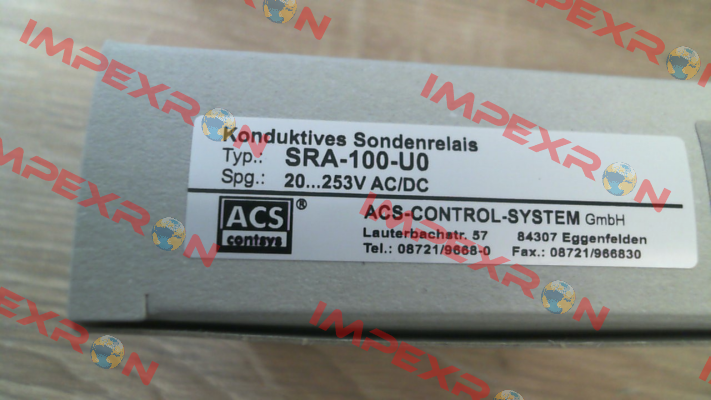 Konduktives Sondenrelais
Typ.: SRA-100-U0
Spg.: 20...253V AC/DC
ACS ®
contsys
ACS-CONTROL-SYSTEM GmbH
Lauterbachstr. 57 84307 Eggenfelden
Tel.: 08721/9668-0 Fax.: 08721/966830
IMPEXRON
IMPEXRON
IMPEXRON
IMPEXRON
IMPEXRON
IMPEXRON